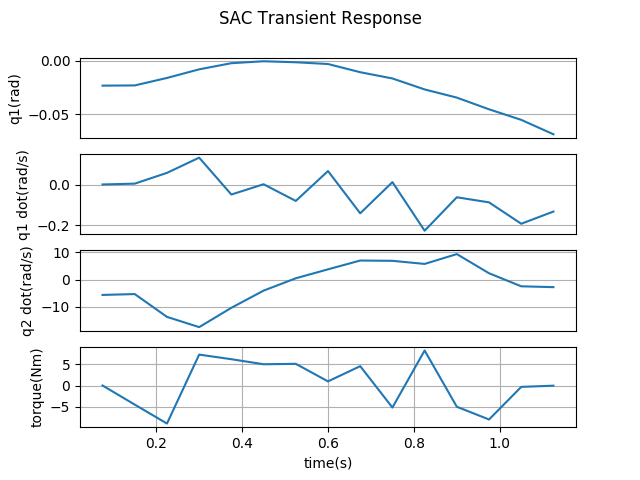 SAC Transient Response
q1(rad)
0.00
−0.05
q1 dot(rad/s)
0.0
−0.2
q2 dot(rad/s)
10
0
−10
torque(Nm)
5
0
−5
0.2 0.4 0.6 0.8 1.0
time(s)